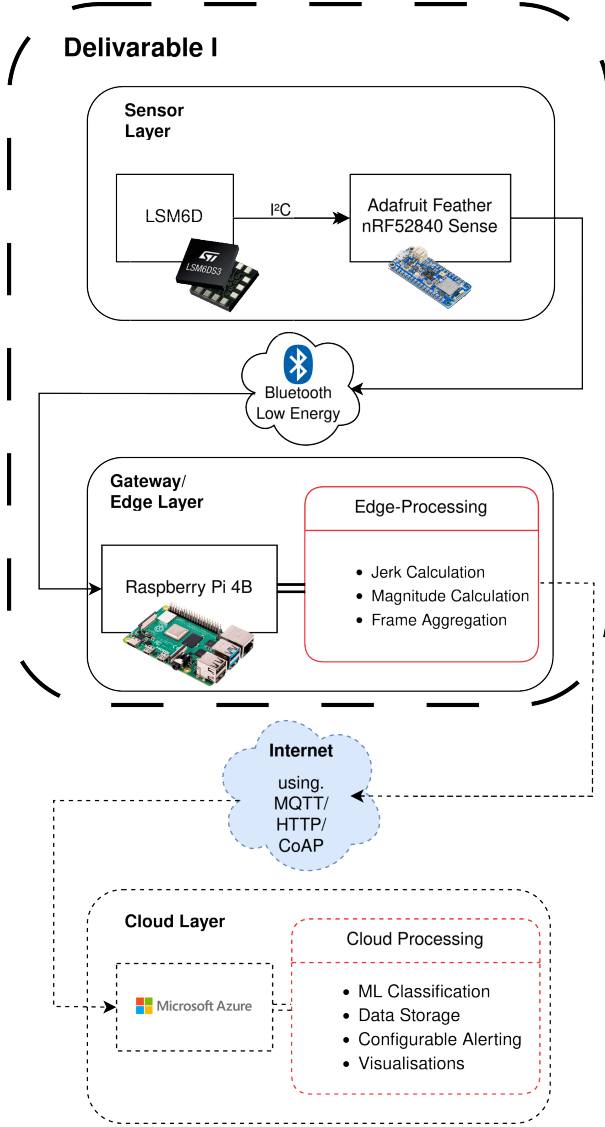 Delivarable I
Sensor
Layer
LSM6D
I²C
Adafruit Feather
nRF52840 Sense
LSM6DS3
Bluetooth
Low Energy
Gateway/
Edge Layer
Raspberry Pi 4B
Edge-Processing
• Jerk Calculation
• Magnitude Calculation
• Frame Aggregation
Internet
using.
MQTT/
HTTP/
CoAP
Cloud Layer
Microsoft Azure
Cloud Processing
• ML Classification
• Data Storage
• Configurable Alerting
• Visualisations